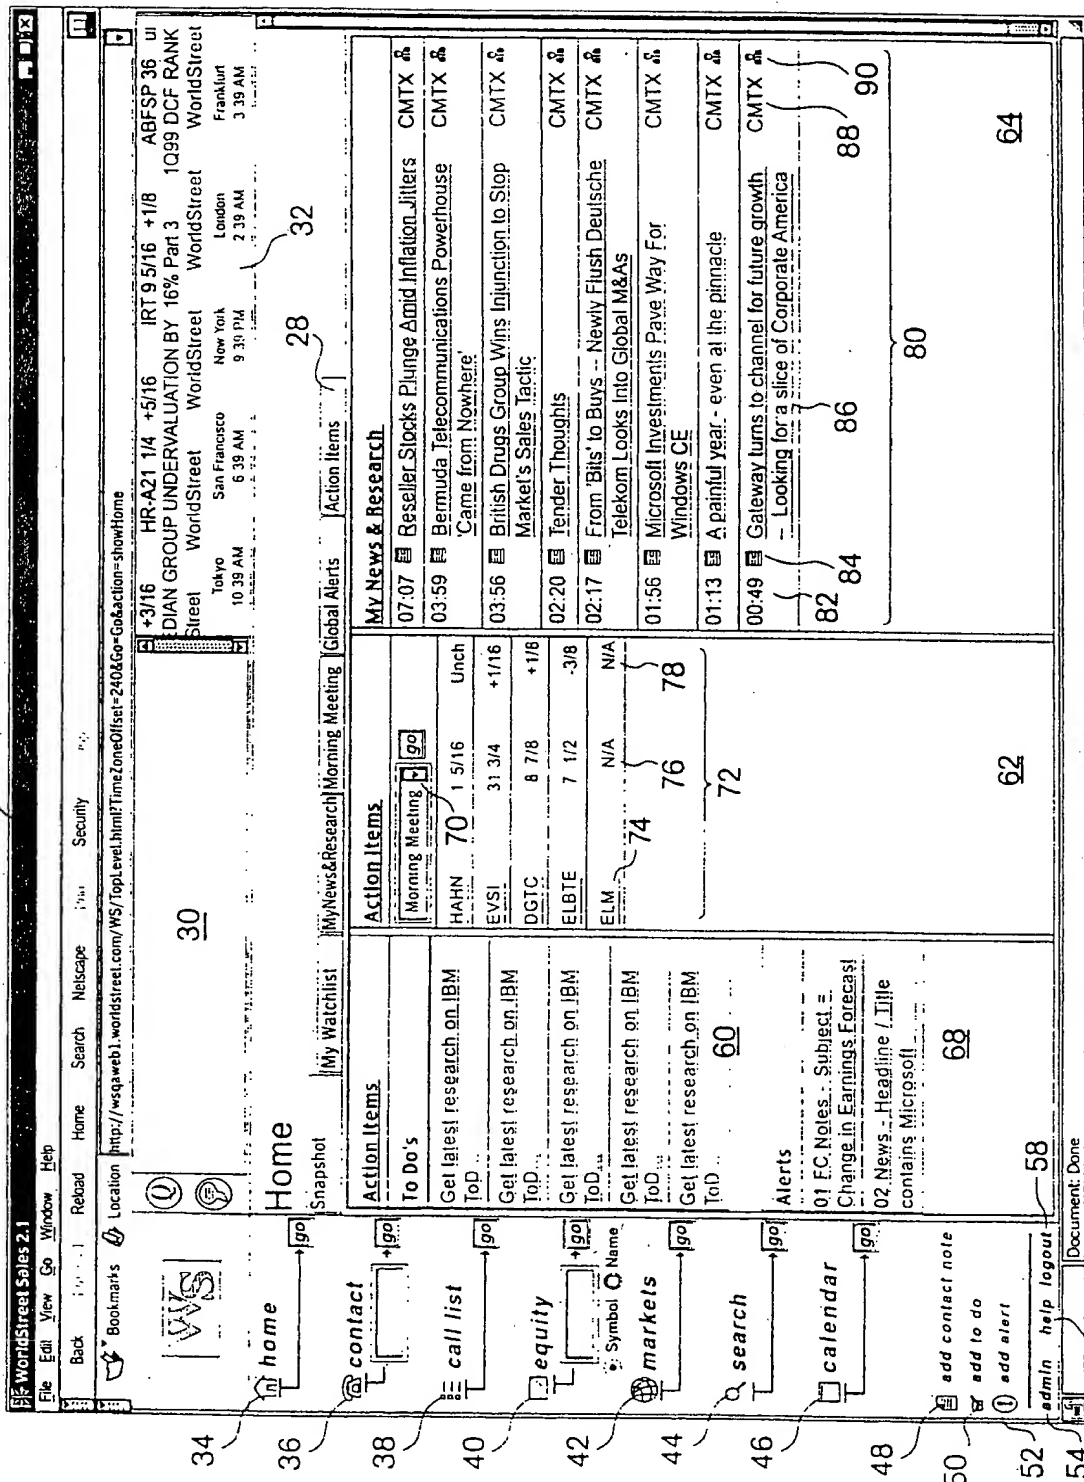 WorldStreet Sales 2.1
File Edit View Go Window Help
Back Reload Home Search Netscape Security
Bookmarks Location http://wsqaweb1.worldstreet.com/WS/TopLevel.html?TimeZoneOffset=240&Go=Go&action=showHome
WS
30
+3/16 HR-A21 1/4 +5/16 IRT 9 5/16 +1/8 ABFSP 36
DIAN GROUP UNDERVALUATION BY 16% Part 3 1Q99 DCF RANK
Street WorldStreet WorldStreet WorldStreet WorldStreet
Tokyo San Francisco New York London Frankfurt
10 39 AM 6 39 AM 9 39 PM 2 39 AM 3 39 AM
32
28
Home
Snapshot My Watchlist MyNews&Research Morning Meeting Global Alerts Action Items
34 home go
36 contact go
38 call list go
40 equity go
Symbol Name
42 markets go
44 search go
46 calendar go
48 add contact note
50 add to do
52 add alert
54 admin help logout 58
Document: Done
Action Items
To Do's
Get latest research on IBM
ToD...
Get latest research on IBM
ToD...
Get latest research on IBM
ToD...
Get latest research on IBM
ToD...
Get latest research on IBM
ToD...
60
Alerts
01 F.C Notes - Subject =
Change in Earnings Forecast
02 News - Headline / Title
contains Microsoft
68
Action Items
Morning Meeting go
70
HAHN 1 5/16 Unch
EVSI 31 3/4 +1/16
DGTC 8 7/8 +1/8
ELBTE 7 1/2 -3/8
ELM N/A N/A
74 76 78
72
62
My News & Research
07:07 Reseller Stocks Plunge Amid Inflation Jitters CMTX
03:59 Bermuda Telecommunications Powerhouse CMTX
'Came from Nowhere'
03:56 British Drugs Group Wins Injunction to Stop CMTX
Market's Sales Tactic
02:20 Tender Thoughts CMTX
02:17 From 'Bits' to Buys -- Newly Flush Deutsche CMTX
Telekom Looks Into Global M&As
01:56 Microsoft Investments Pave Way For CMTX
Windows CE
01:13 A painful year - even at the pinnacle CMTX
00:49 Gateway turns to channel for future growth CMTX
-- Looking for a slice of Corporate America
82 84 86 88 90
80
64